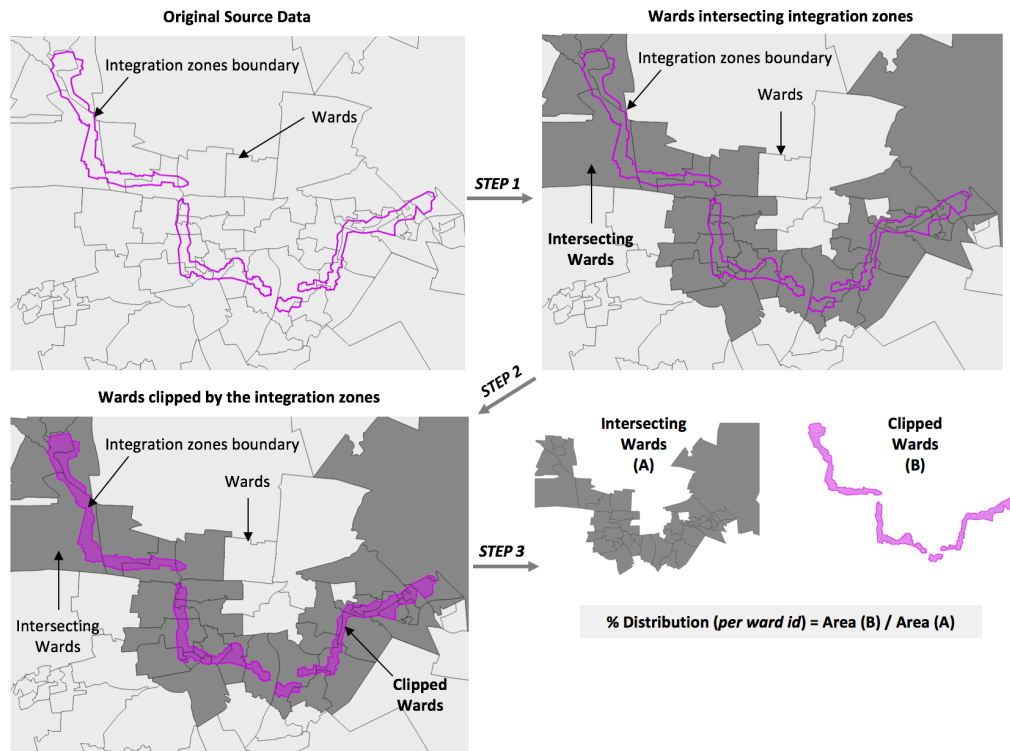 Original Source Data
Integration zones boundary
Wards
STEP 1
Wards intersecting integration zones
Integration zones boundary
Wards
Intersecting
Wards
STEP 2
Wards clipped by the integration zones
Integration zones boundary
Wards
Intersecting
Wards
Clipped
Wards
STEP 3
Intersecting
Wards
(A)
Clipped
Wards
(B)
% Distribution (per ward id) = Area (B) / Area (A)